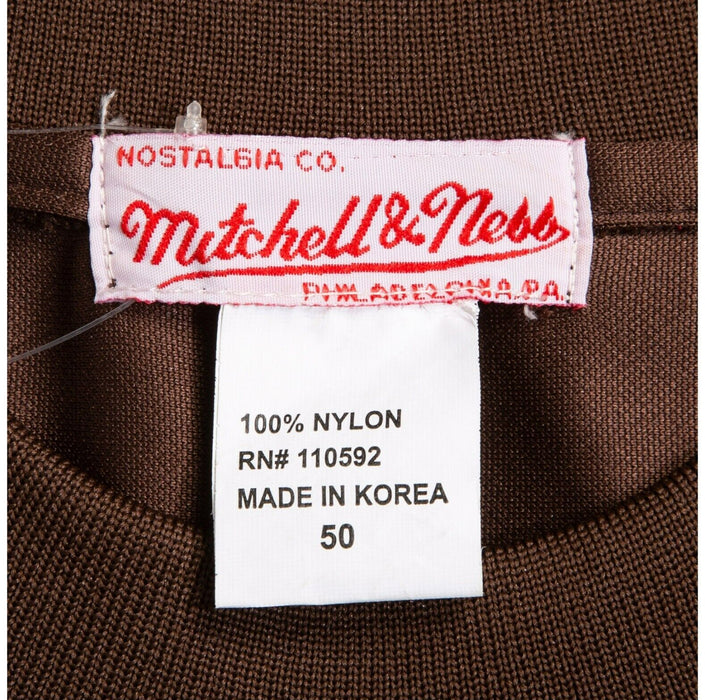 NOSTALGIA CO.
Mitchell & Ness
PHILADELPHIA, PA.
100% NYLON
RN# 110592
MADE IN KOREA
50